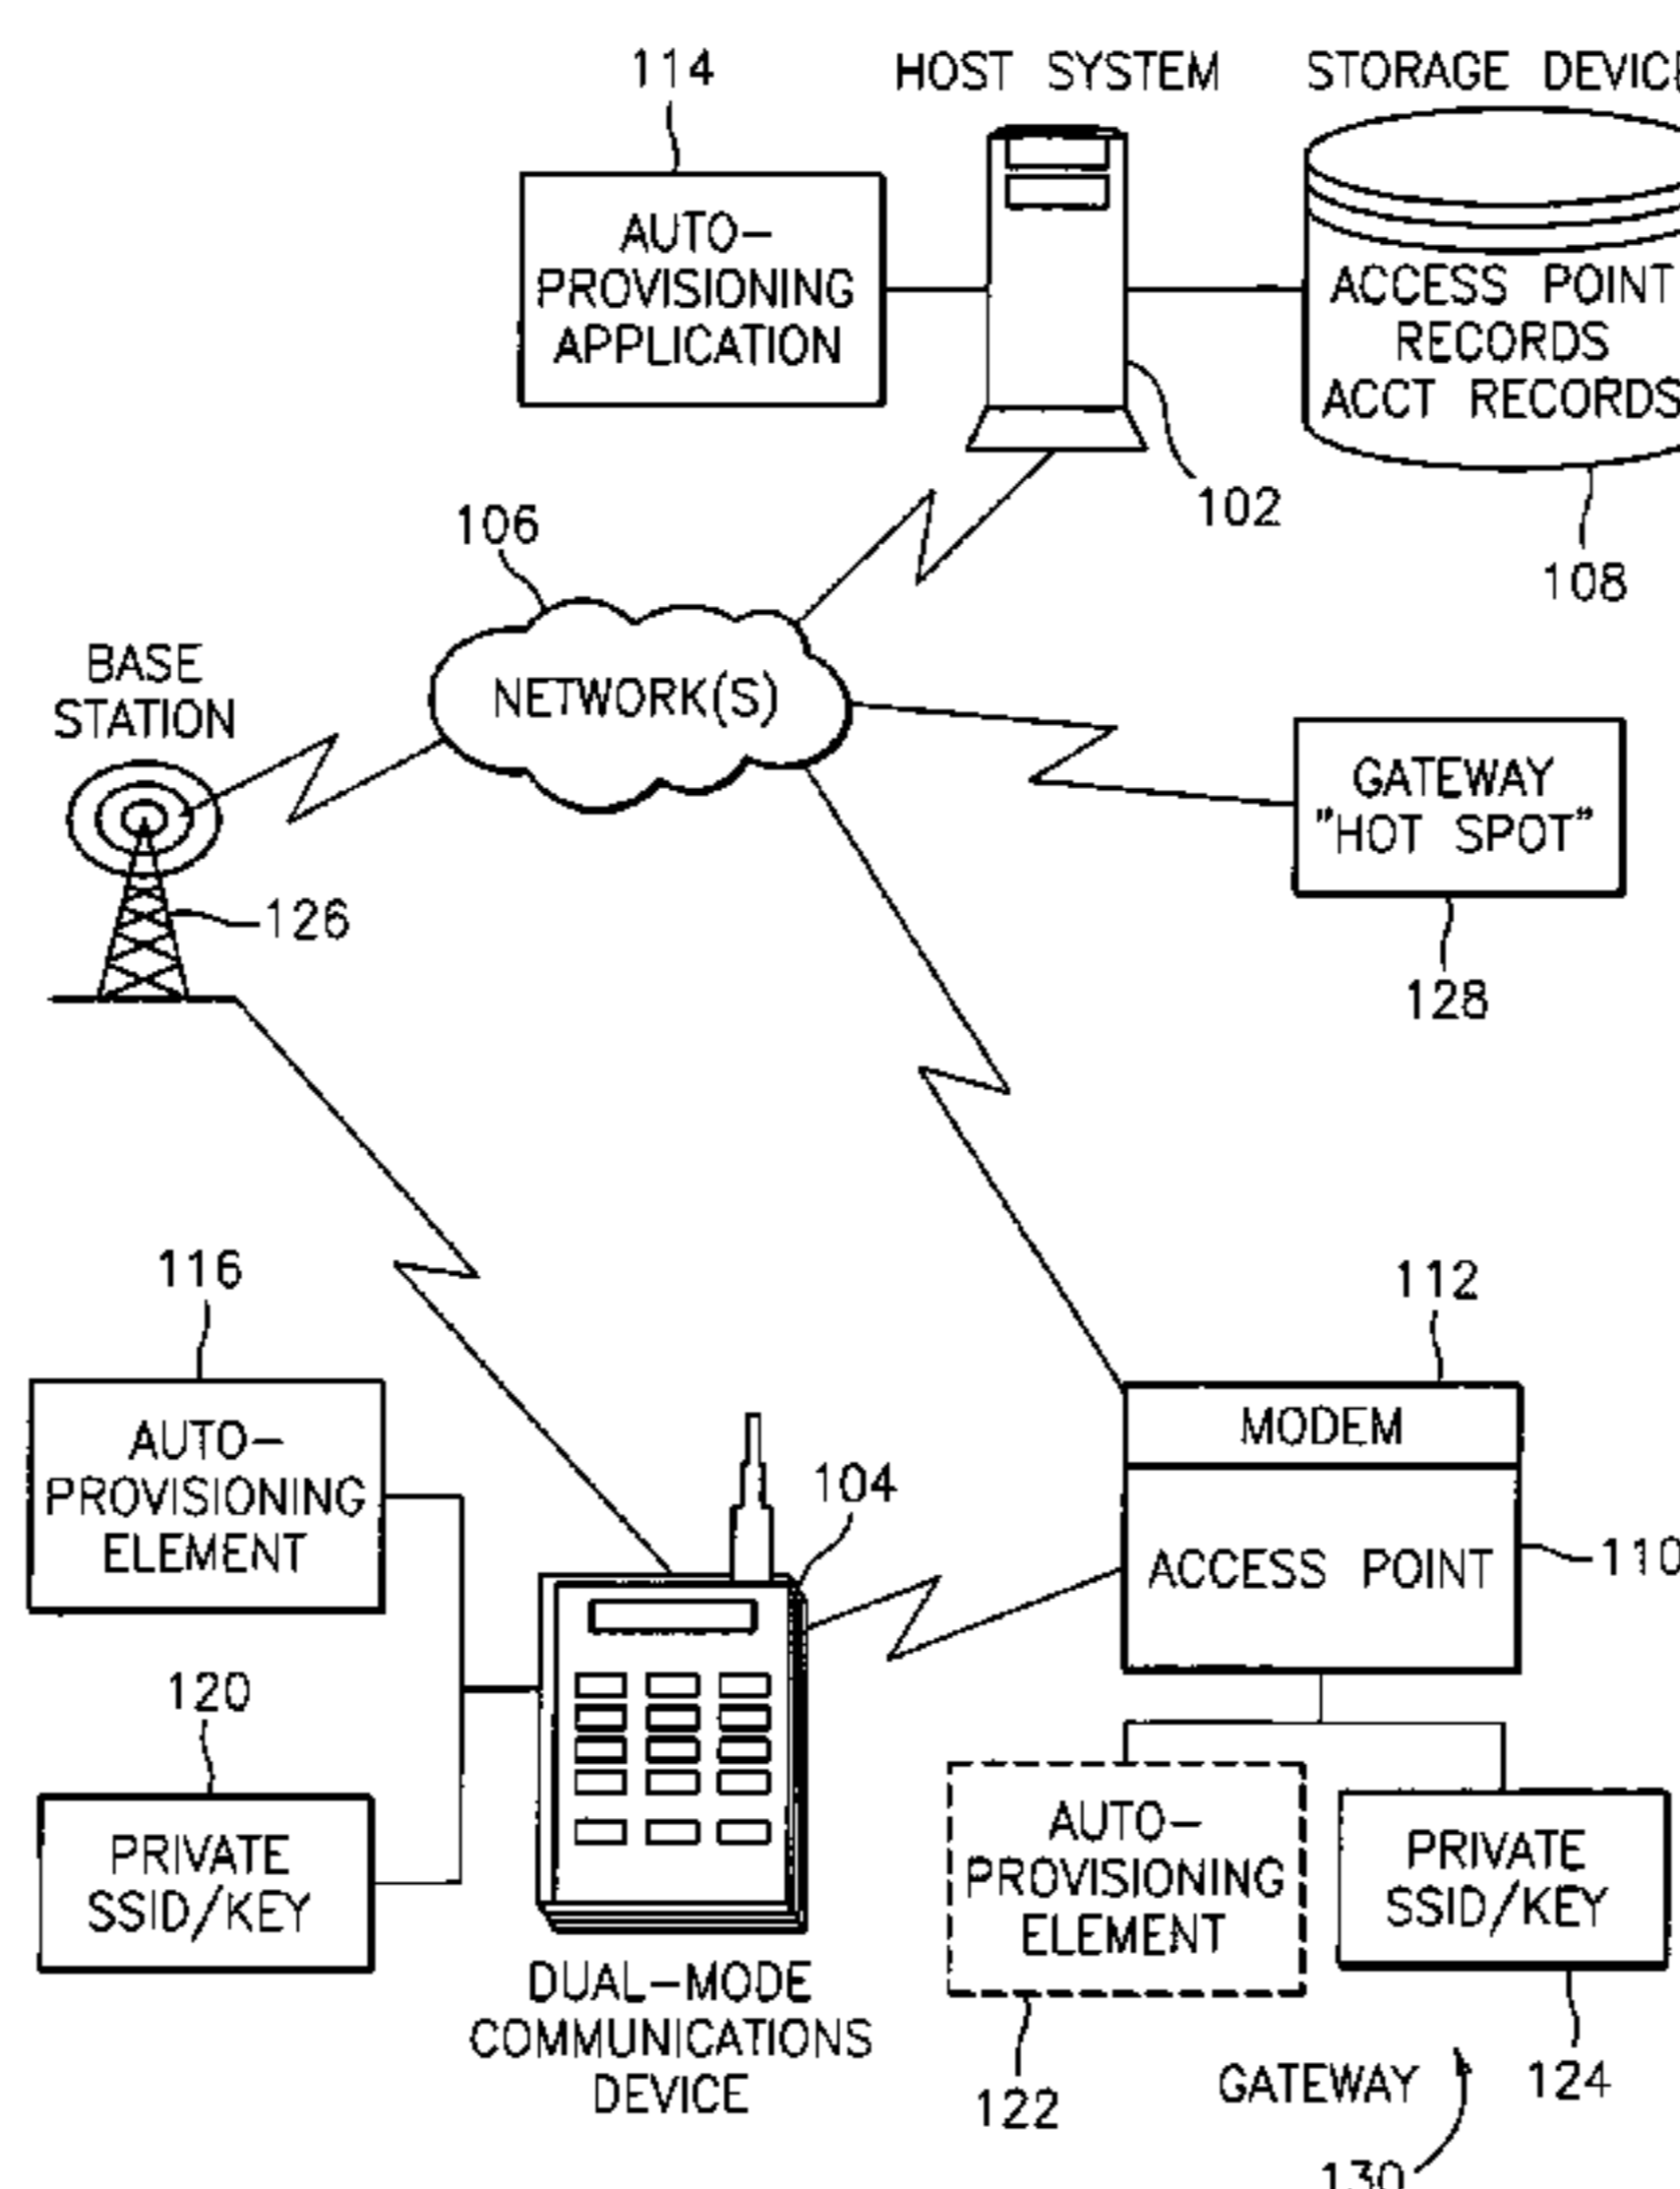 114
HOST SYSTEM
STORAGE DEVICE
AUTO-
PROVISIONING
APPLICATION
ACCESS POINT
RECORDS
ACCT RECORDS
102
108
106
NETWORK(S)
BASE
STATION
126
GATEWAY
"HOT SPOT"
128
116
AUTO-
PROVISIONING
ELEMENT
112
MODEM
ACCESS POINT
110
104
120
PRIVATE
SSID/KEY
DUAL-MODE
COMMUNICATIONS
DEVICE
AUTO-
PROVISIONING
ELEMENT
122
PRIVATE
SSID/KEY
124
GATEWAY
130